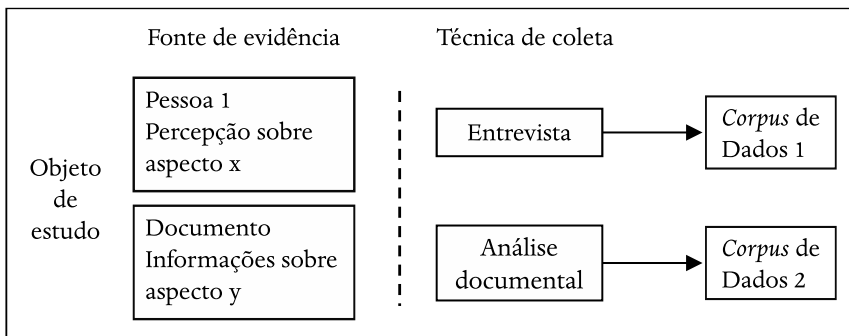 Fonte de evidência
Técnica de coleta
Objeto
de
estudo
Pessoa 1
Percepção sobre
aspecto x
Entrevista
Corpus de
Dados 1
Documento
Informações sobre
aspecto y
Análise
documental
Corpus de
Dados 2